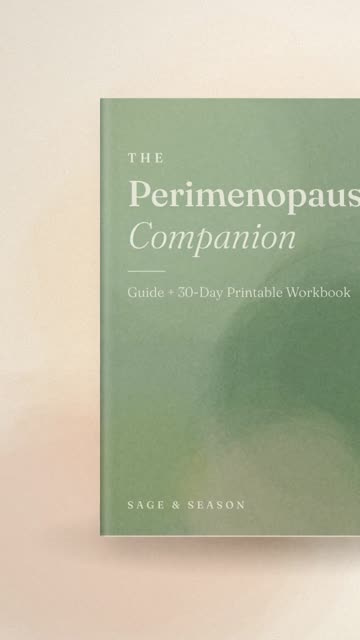 THE
Perimenopaus
Companion
Guide + 30-Day Printable Workbook
SAGE & SEASON